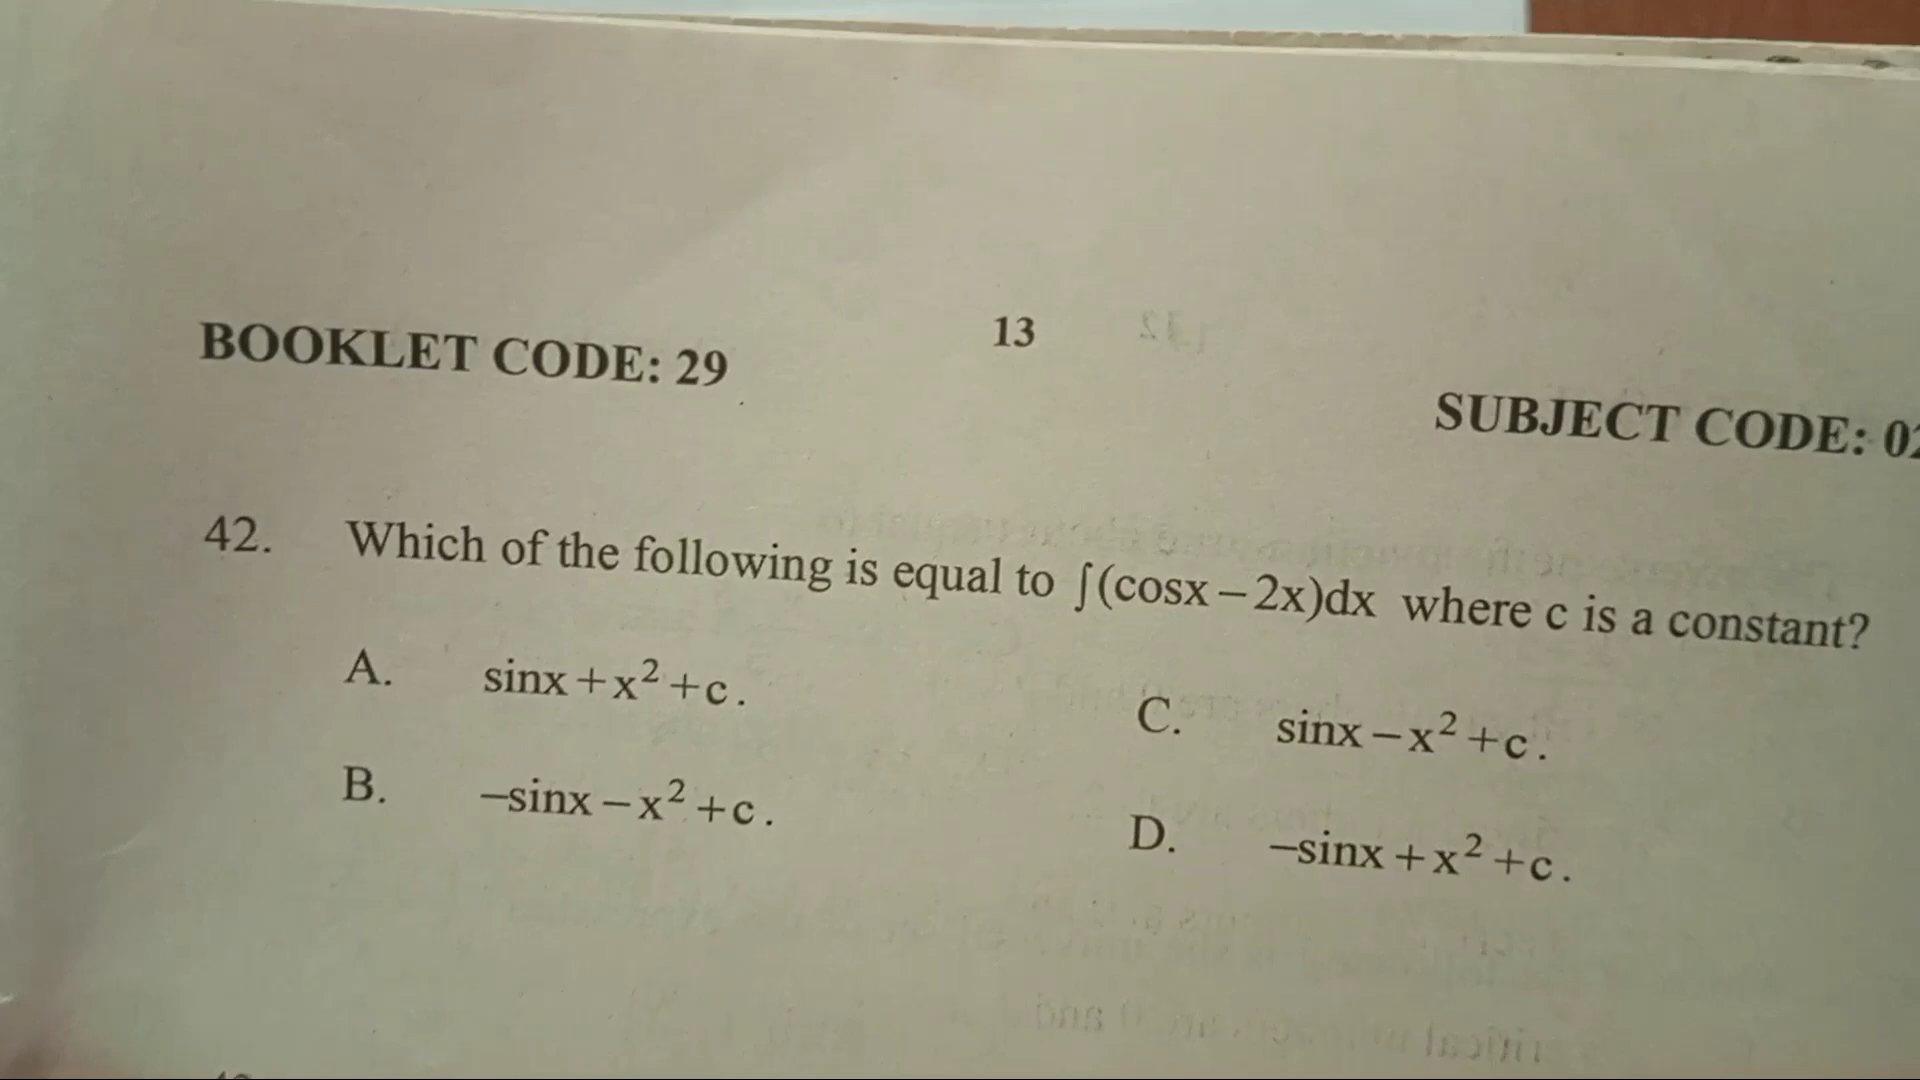 13
BOOKLET CODE: 29
SUBJECT CODE: 02
42. Which of the following is equal to ∫(cosx – 2x)dx where c is a constant?
A. sinx + x² + c.
C. sinx – x² + c.
B. –sinx – x² + c.
D. –sinx + x² + c.